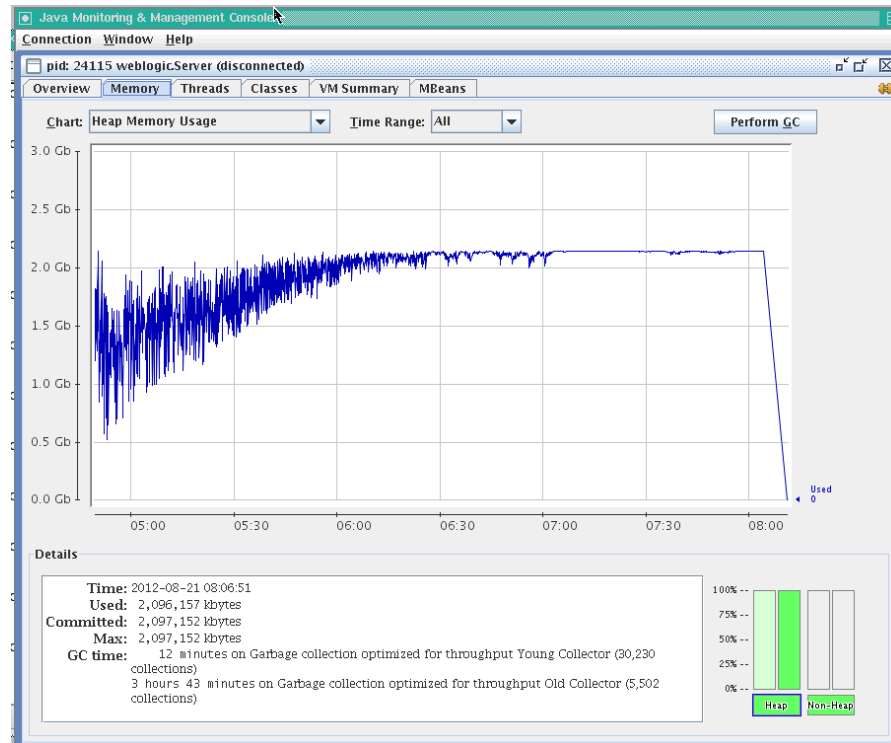 Java Monitoring & Management Console
Connection Window Help
pid: 24115 weblogic.Server (disconnected)
Overview Memory Threads Classes VM Summary MBeans
Chart: Heap Memory Usage Time Range: All Perform GC
3.0 Gb
2.5 Gb
2.0 Gb
1.5 Gb
1.0 Gb
0.5 Gb
0.0 Gb
Used
0
05:00 05:30 06:00 06:30 07:00 07:30 08:00
Details
Time: 2012-08-21 08:06:51
Used: 2,096,157 kbytes
Committed: 2,097,152 kbytes
Max: 2,097,152 kbytes
GC time: 12 minutes on Garbage collection optimized for throughput Young Collector (30,230
collections)
3 hours 43 minutes on Garbage collection optimized for throughput Old Collector (5,502
collections)
100% --
75% --
50% --
25% --
0% --
Heap Non-Heap